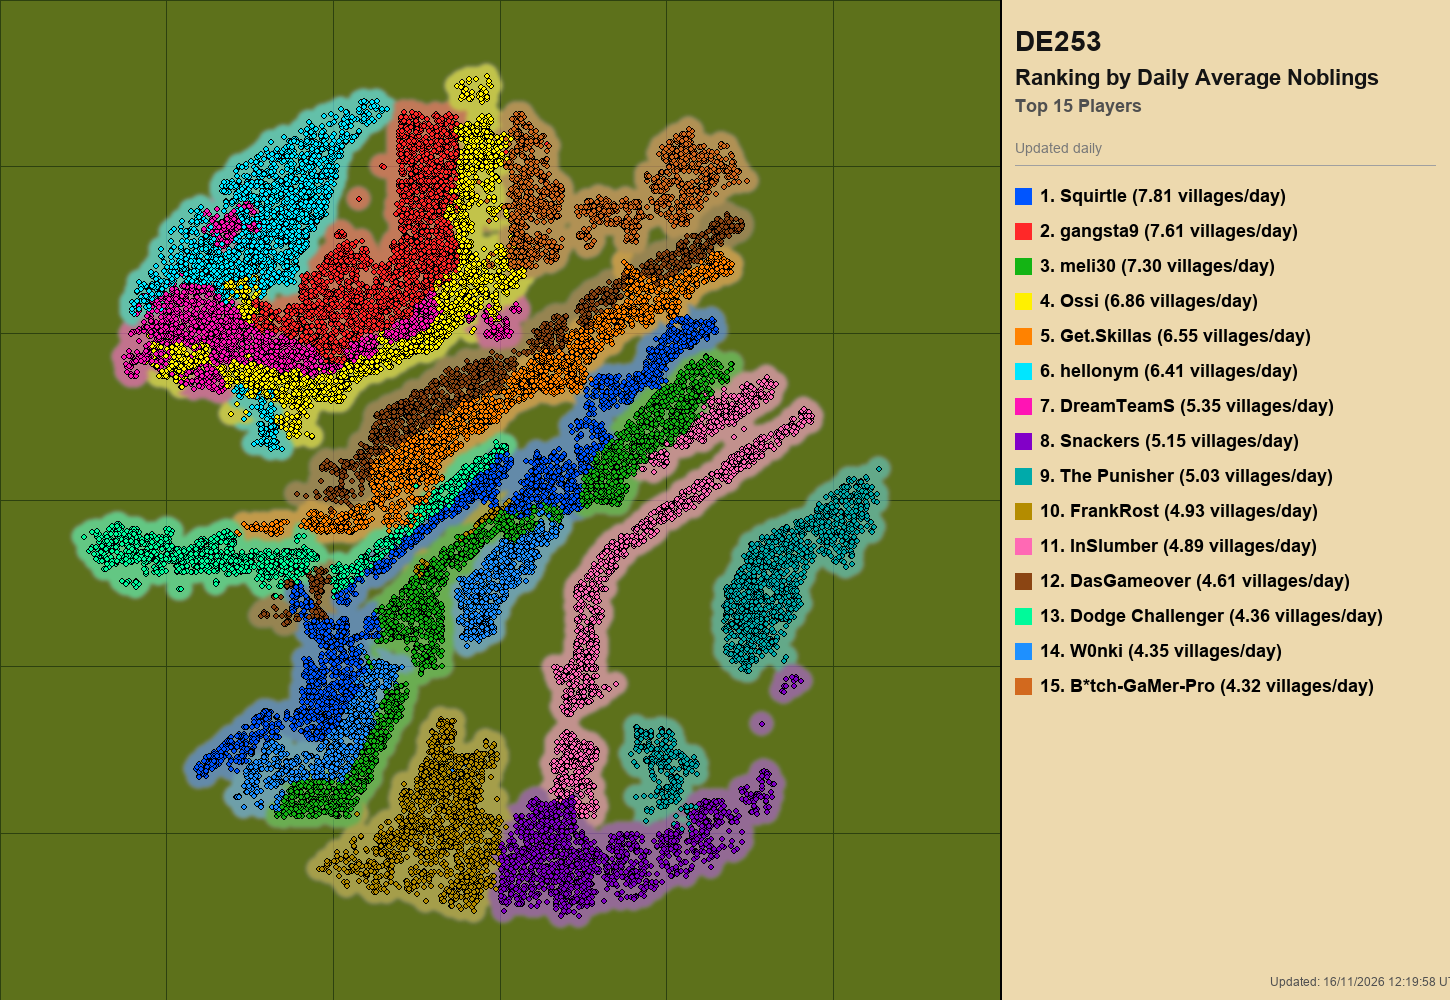 DE253
Ranking by Daily Average Noblings
Top 15 Players
Updated daily
1. Squirtle (7.81 villages/day)
2. gangsta9 (7.61 villages/day)
3. meli30 (7.30 villages/day)
4. Ossi (6.86 villages/day)
5. Get.Skillas (6.55 villages/day)
6. hellonym (6.41 villages/day)
7. DreamTeamS (5.35 villages/day)
8. Snackers (5.15 villages/day)
9. The Punisher (5.03 villages/day)
10. FrankRost (4.93 villages/day)
11. InSlumber (4.89 villages/day)
12. DasGameover (4.61 villages/day)
13. Dodge Challenger (4.36 villages/day)
14. W0nki (4.35 villages/day)
15. B*tch-GaMer-Pro (4.32 villages/day)
Updated: 16/11/2026 12:19:58 U